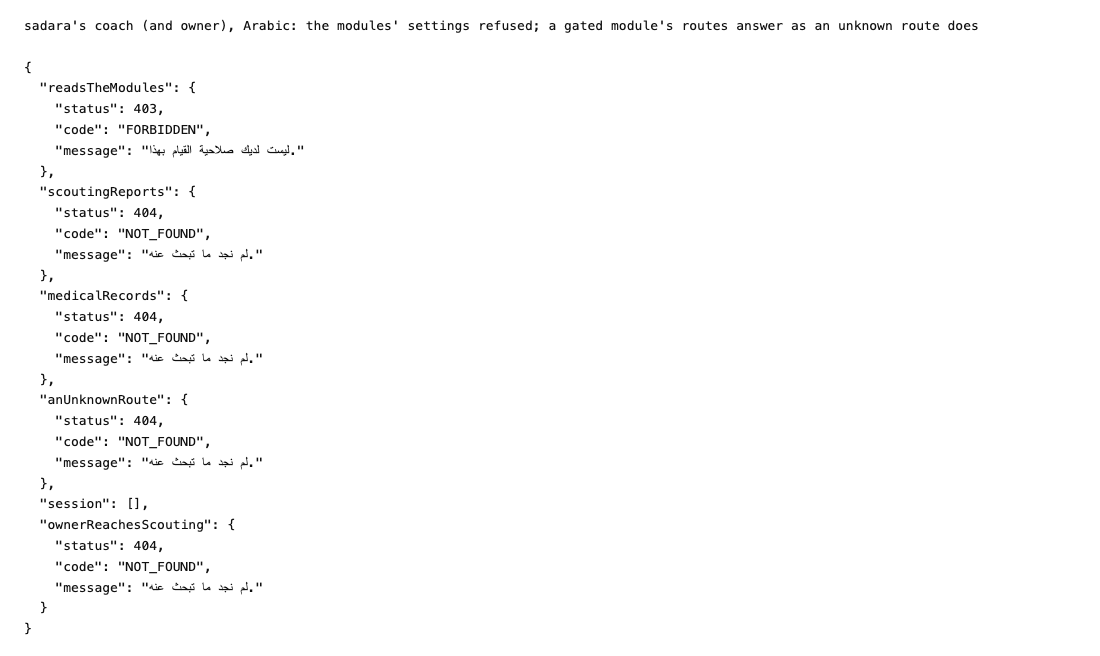 sadara's coach (and owner), Arabic: the modules' settings refused; a gated module's routes answer as an unknown route does
{
"readsTheModules": {
"status": 403,
"code": "FORBIDDEN",
"message": "ليست لديك صلاحية القيام بهذا."
},
"scoutingReports": {
"status": 404,
"code": "NOT_FOUND",
"message": "لم نجد ما تبحث عنه."
},
"medicalRecords": {
"status": 404,
"code": "NOT_FOUND",
"message": "لم نجد ما تبحث عنه."
},
"anUnknownRoute": {
"status": 404,
"code": "NOT_FOUND",
"message": "لم نجد ما تبحث عنه."
},
"session": [],
"ownerReachesScouting": {
"status": 404,
"code": "NOT_FOUND",
"message": "لم نجد ما تبحث عنه."
}
}